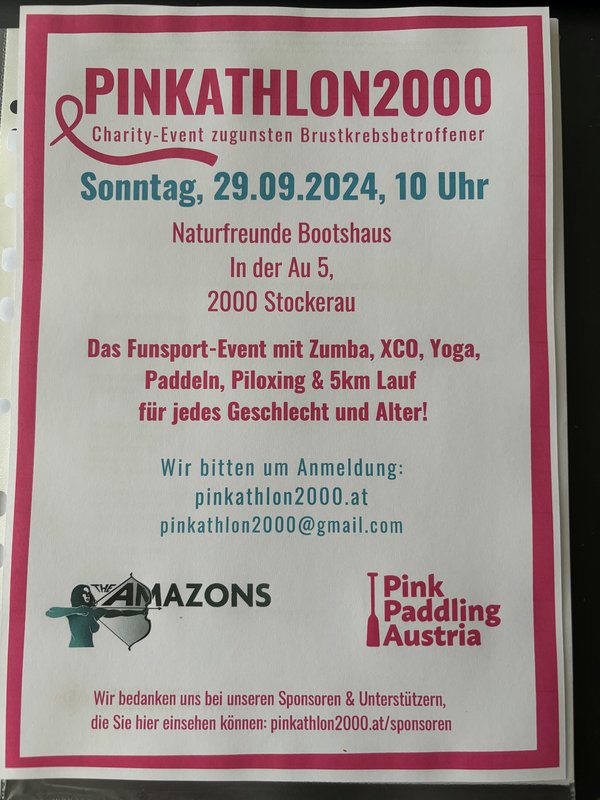 PINKATHLON2000
Charity-Event zugunsten Brustkrebsbetroffener
Sonntag, 29.09.2024, 10 Uhr
Naturfreunde Bootshaus
In der Au 5,
2000 Stockerau
Das Funsport-Event mit Zumba, XCO, Yoga,
Paddeln, Piloxing & 5km Lauf
für jedes Geschlecht und Alter!
Wir bitten um Anmeldung:
pinkathlon2000.at
pinkathlon2000@gmail.com
THE AMAZONS
Pink
Paddling
Austria
Wir bedanken uns bei unseren Sponsoren & Unterstützern,
die Sie hier einsehen können: pinkathlon2000.at/sponsoren